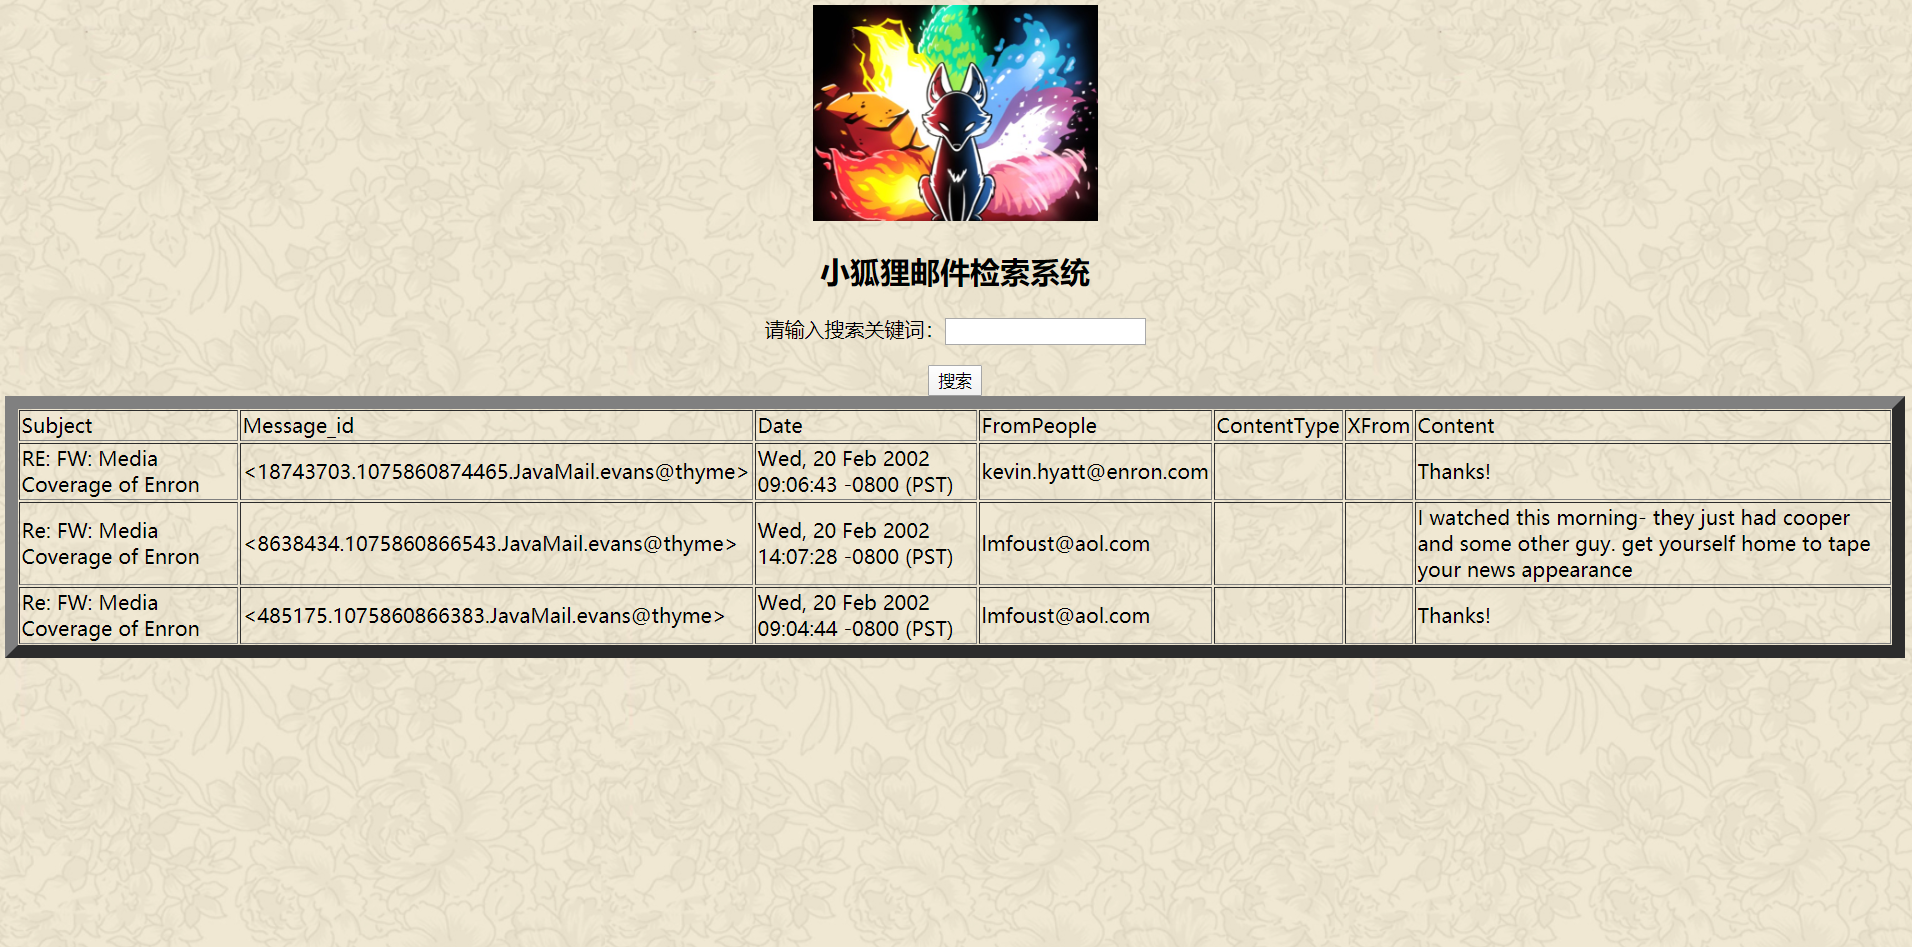 小狐狸邮件检索系统
请输入搜索关键词：
搜索
Subject Message_id Date FromPeople ContentType XFrom Content
RE: FW: Media
Coverage of Enron
<18743703.1075860874465.JavaMail.evans@thyme>
Wed, 20 Feb 2002
09:06:43 -0800 (PST)
kevin.hyatt@enron.com
Thanks!
Re: FW: Media
Coverage of Enron
<8638434.1075860866543.JavaMail.evans@thyme>
Wed, 20 Feb 2002
14:07:28 -0800 (PST)
lmfoust@aol.com
I watched this morning- they just had cooper
and some other guy. get yourself home to tape
your news appearance
Re: FW: Media
Coverage of Enron
<485175.1075860866383.JavaMail.evans@thyme>
Wed, 20 Feb 2002
09:04:44 -0800 (PST)
lmfoust@aol.com
Thanks!